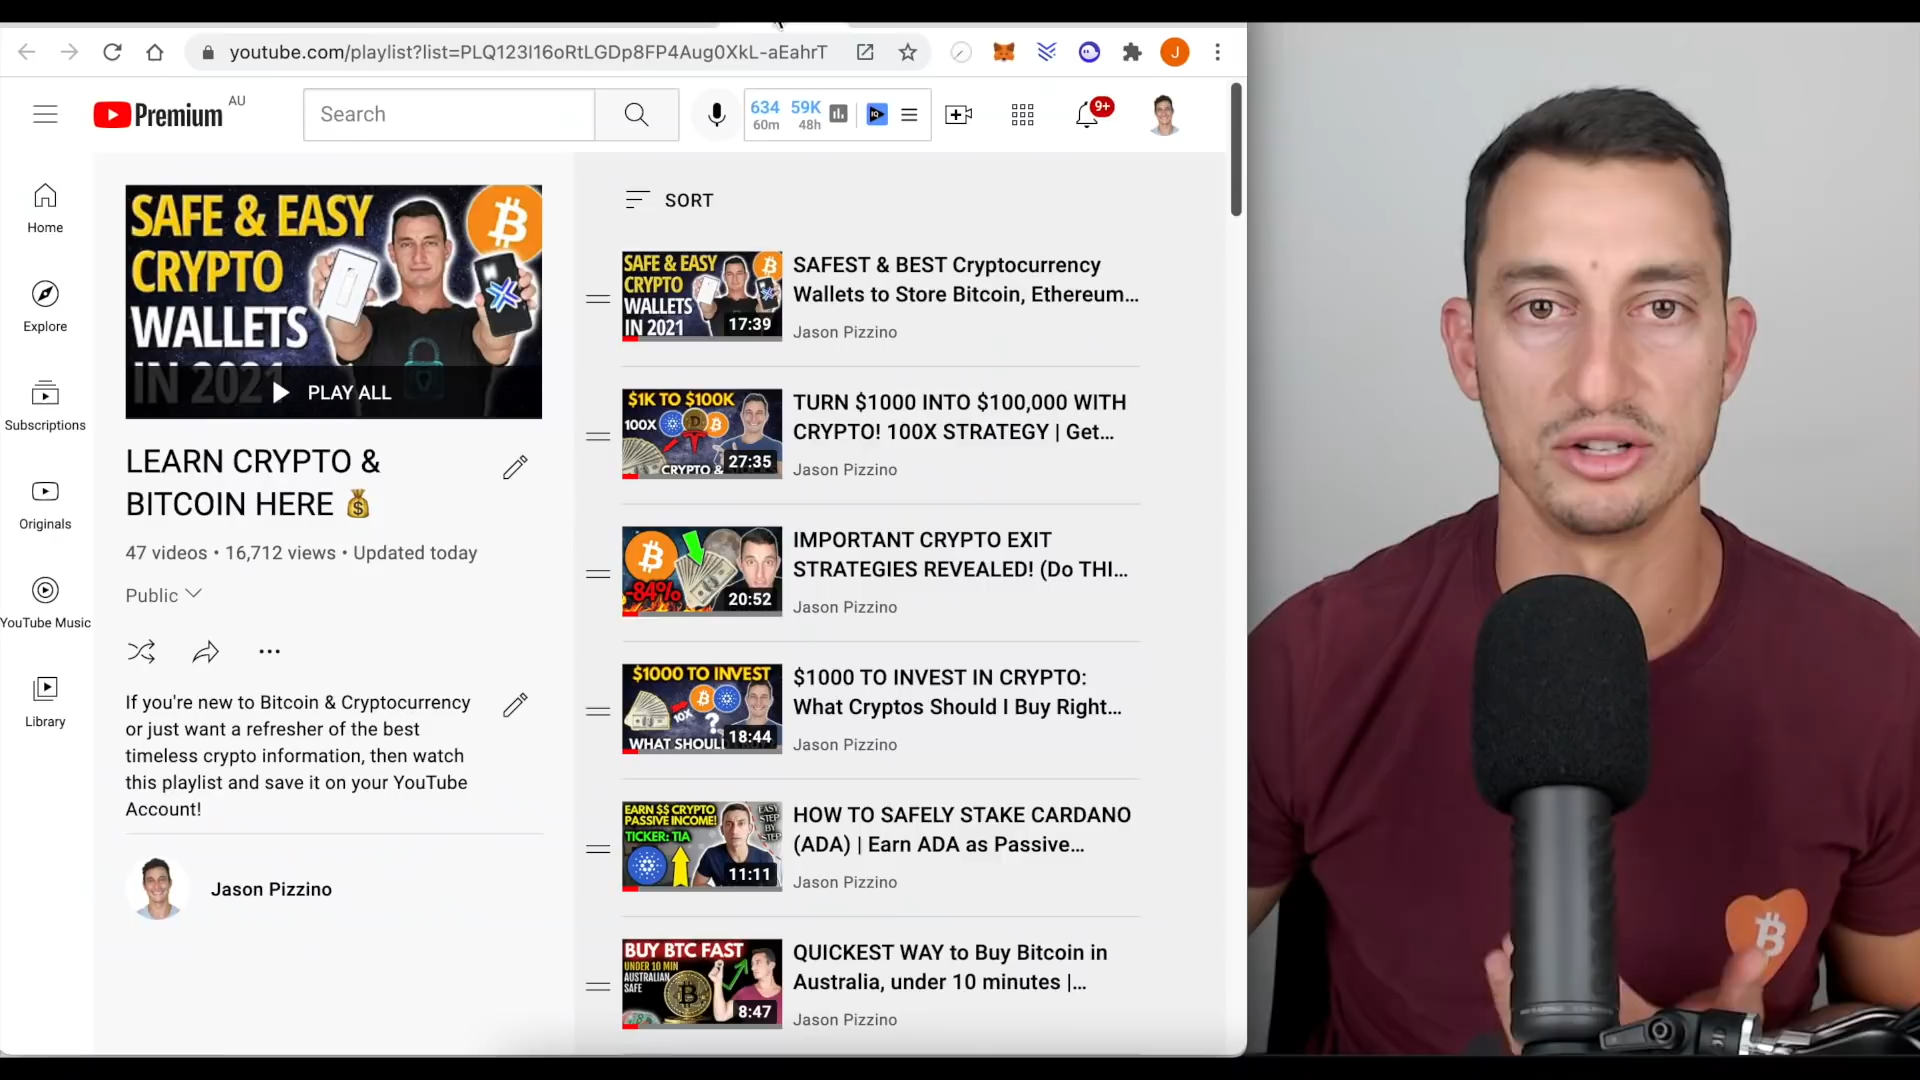 youtube.com/playlist?list=PLQ123I16oRtLGDp8FP4Aug0XkL-aEahrT
J
Premium AU
Search
634 59K
60m 48h
IQ
9+
Home
Explore
Subscriptions
Originals
YouTube Music
Library
SAFE & EASY
CRYPTO
WALLETS
IN 2021
PLAY ALL
LEARN CRYPTO &
BITCOIN HERE 💰
47 videos • 16,712 views • Updated today
Public
If you're new to Bitcoin & Cryptocurrency
or just want a refresher of the best
timeless crypto information, then watch
this playlist and save it on your YouTube
Account!
Jason Pizzino
SORT
SAFE & EASY
CRYPTO
WALLETS
IN 2021
17:39
SAFEST & BEST Cryptocurrency
Wallets to Store Bitcoin, Ethereum...
Jason Pizzino
$1K TO $100K
100X
CRYPTO &
27:35
TURN $1000 INTO $100,000 WITH
CRYPTO! 100X STRATEGY | Get...
Jason Pizzino
-84%
20:52
IMPORTANT CRYPTO EXIT
STRATEGIES REVEALED! (Do THI...
Jason Pizzino
$1000 TO INVEST
10X
?
WHAT SHOUL
18:44
$1000 TO INVEST IN CRYPTO:
What Cryptos Should I Buy Right...
Jason Pizzino
EARN $$ CRYPTO
PASSIVE INCOME!
TICKER: TIA
EASY
STEP
BY
STEP
11:11
HOW TO SAFELY STAKE CARDANO
(ADA) | Earn ADA as Passive...
Jason Pizzino
BUY BTC FAST
UNDER 10 MIN
AUSTRALIAN
SAFE
8:47
QUICKEST WAY to Buy Bitcoin in
Australia, under 10 minutes |...
Jason Pizzino